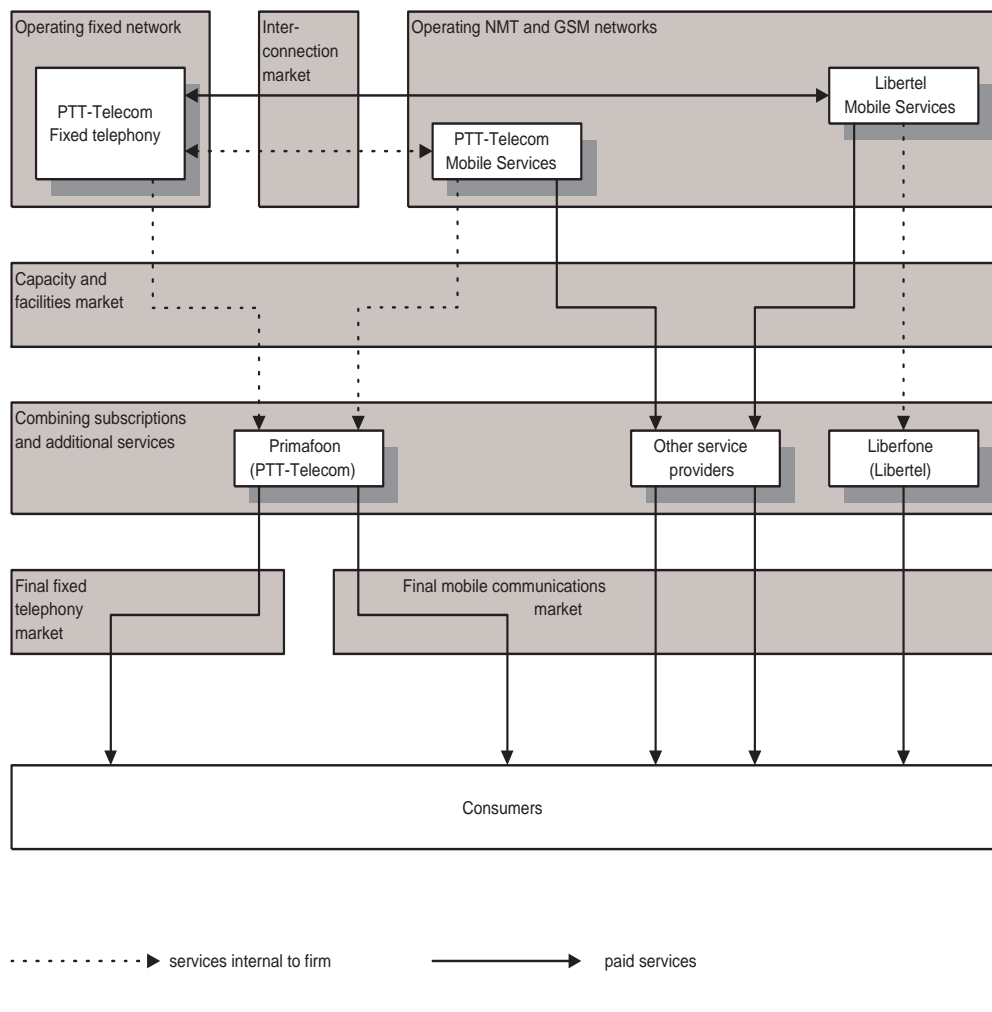 Operating fixed network
Inter-
connection
market
Operating NMT and GSM networks
PTT-Telecom
Fixed telephony
PTT-Telecom
Mobile Services
Libertel
Mobile Services
Capacity and
facilities market
Combining subscriptions
and additional services
Primafoon
(PTT-Telecom)
Other service
providers
Liberfone
(Libertel)
Final fixed
telephony
market
Final mobile communications
market
Consumers
services internal to firm
paid services